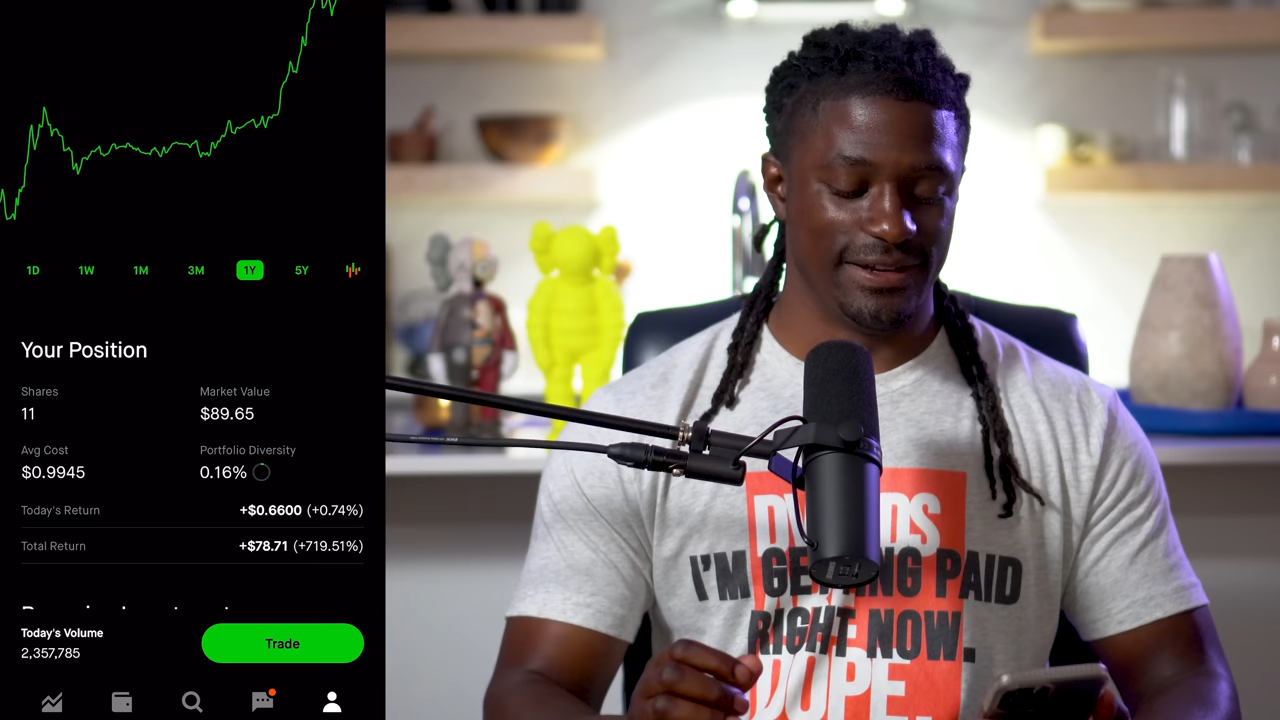 1D 1W 1M 3M 1Y 5Y
Your Position
Shares Market Value
11 $89.65
Avg Cost Portfolio Diversity
$0.9945 0.16%
Today's Return +$0.6600 (+0.74%)
Total Return +$78.71 (+719.51%)
Today's Volume
2,357,785
Trade
I'M GETTING PAID
RIGHT NOW.
DOPE.